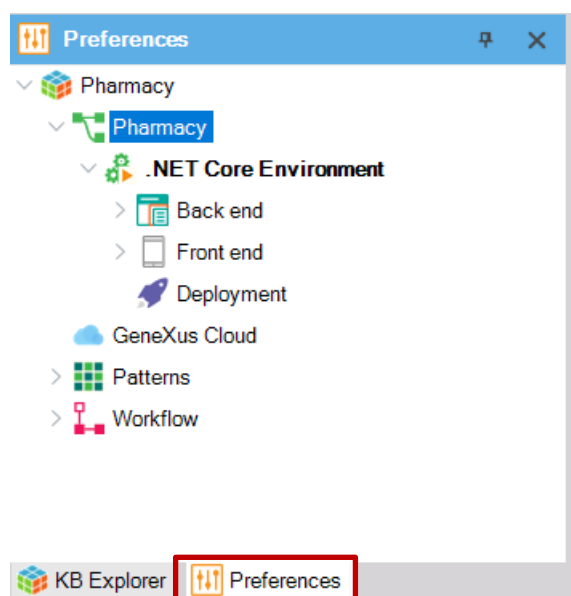 Preferences
Pharmacy
Pharmacy
.NET Core Environment
Back end
Front end
Deployment
GeneXus Cloud
Patterns
Workflow
KB Explorer Preferences